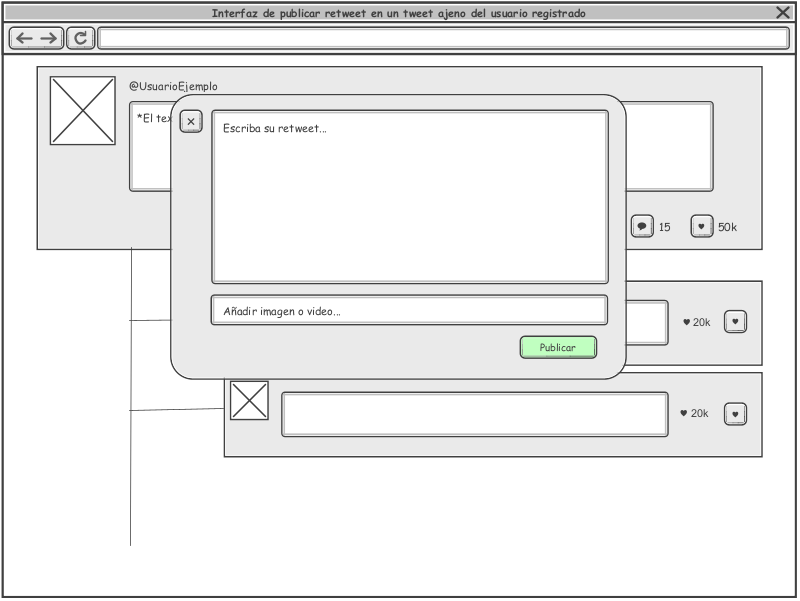 Interfaz de publicar retweet en un tweet ajeno del usuario registrado
@UsuarioEjemplo
*El tex
Escriba su retweet...
15
50k
Añadir imagen o video...
20k
Publicar
20k